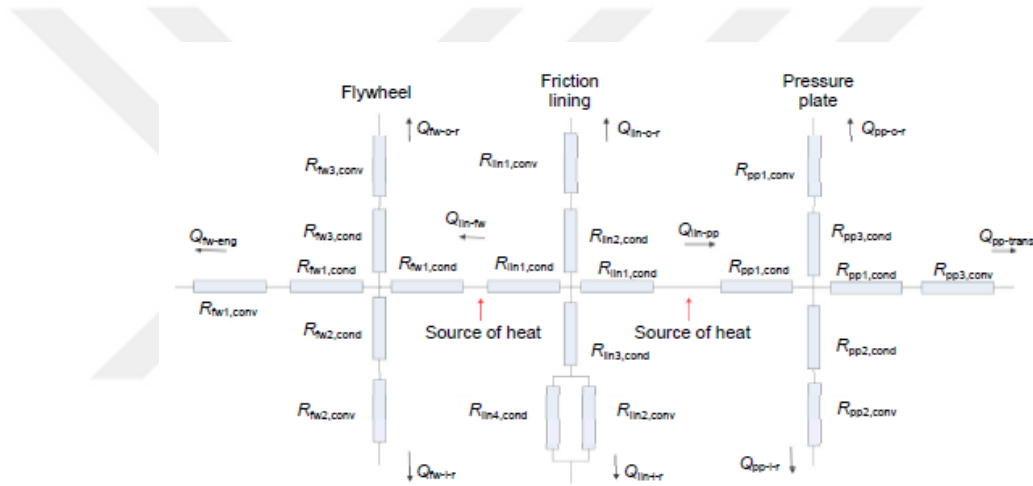 Flywheel
Friction
lining
Pressure
plate
Qfw-o-r
Qlin-o-r
Qpp-o-r
Rfw3,conv
Rlin1,conv
Rpp1,conv
Qfw-eng
Rfw3,cond
Qlin-fw
Rlin2,cond
Qlin-pp
Rpp3,cond
Qpp-trans
Rfw1,cond
Rfw1,cond
Rlin1,cond
Rlin1,cond
Rpp1,cond
Rpp1,cond
Rpp3,conv
Rfw1,conv
Rfw2,cond
Source of heat
Source of heat
Rlin3,cond
Rpp2,cond
Rfw2,conv
Rlin4,cond
Rlin2,conv
Rpp2,conv
Qfw-i-r
Qlin-i-r
Qpp-i-r